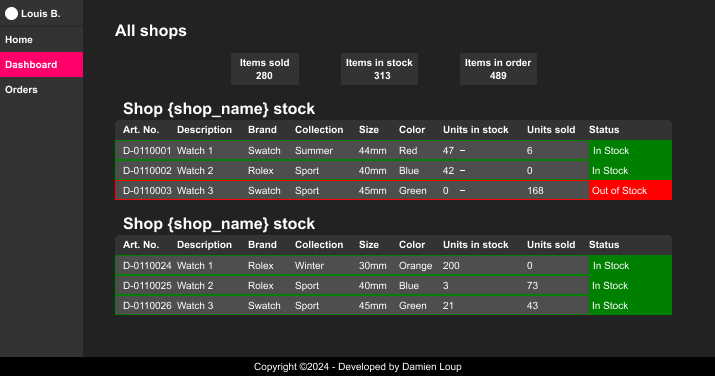 Louis B.
Home
Dashboard
Orders
All shops
Items sold
280
Items in stock
313
Items in order
489
Shop {shop_name} stock
Art. No. Description Brand Collection Size Color Units in stock Units sold Status
D-0110001 Watch 1 Swatch Summer 44mm Red 47 – 6 In Stock
D-0110002 Watch 2 Rolex Sport 40mm Blue 42 – 0 In Stock
D-0110003 Watch 3 Swatch Sport 45mm Green 0 – 168 Out of Stock
Shop {shop_name} stock
Art. No. Description Brand Collection Size Color Units in stock Units sold Status
D-0110024 Watch 1 Rolex Winter 30mm Orange 200 0 In Stock
D-0110025 Watch 2 Rolex Sport 40mm Blue 3 73 In Stock
D-0110026 Watch 3 Swatch Sport 45mm Green 21 43 In Stock
Copyright ©2024 - Developed by Damien Loup